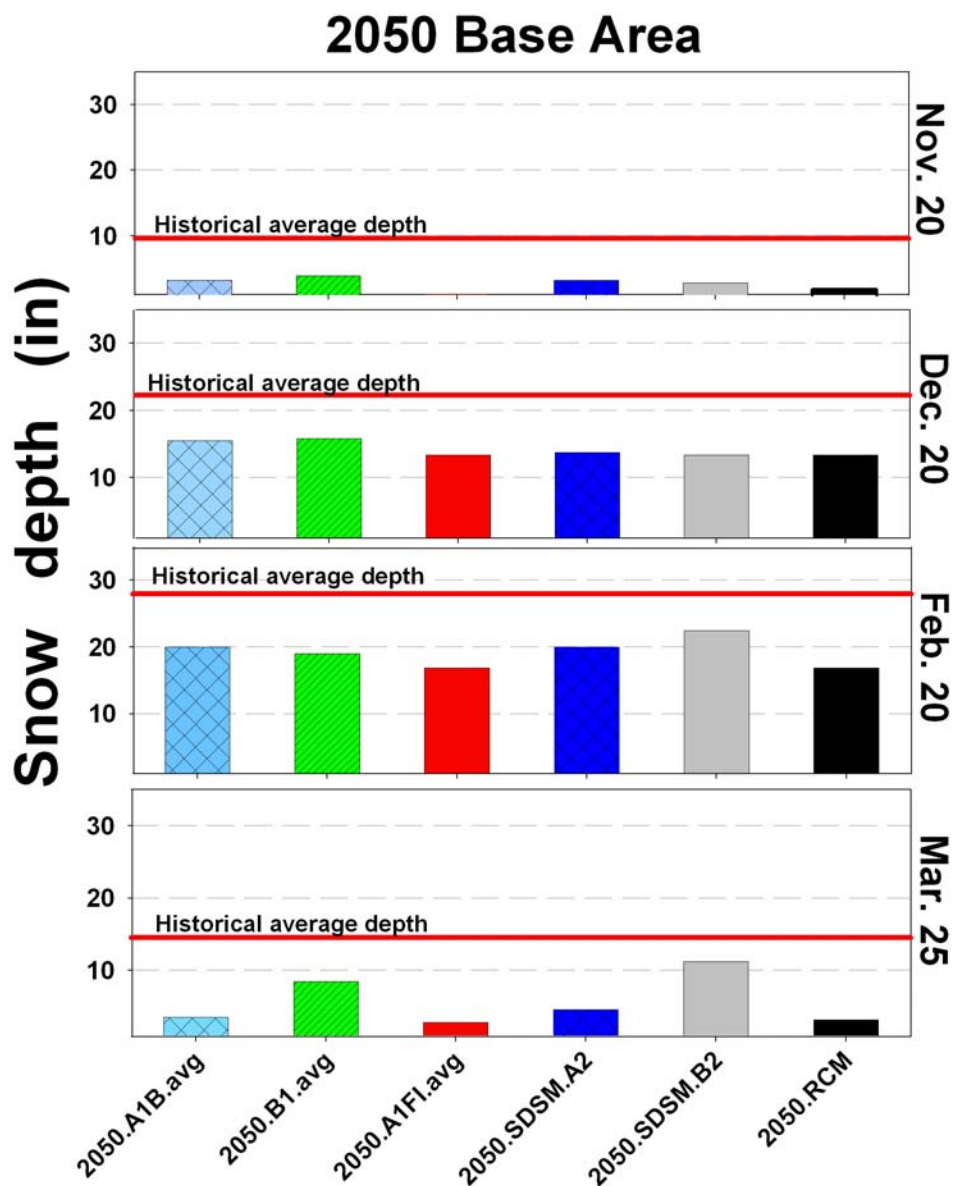 2050 Base Area
Snow depth (in)
30
20
10
Historical average depth
Nov. 20
30
20
10
Historical average depth
Dec. 20
30
20
10
Historical average depth
Feb. 20
30
20
10
Historical average depth
Mar. 25
2050.A1B.avg
2050.B1.avg
2050.A1FI.avg
2050.SDSM.A2
2050.SDSM.B2
2050.RCM